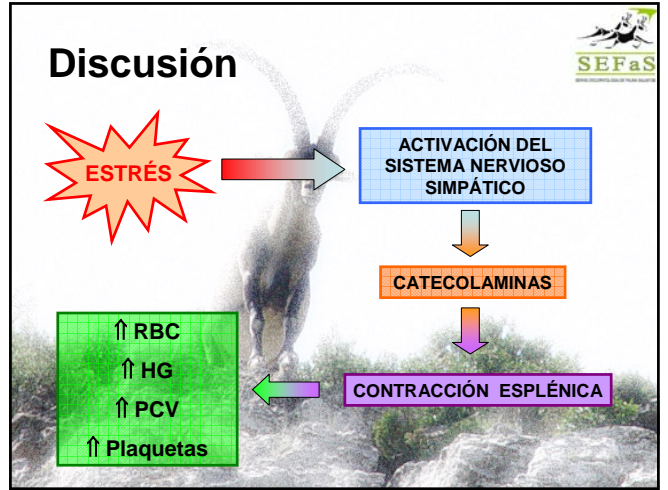 Discusión
SEFaS
ESTRÉS
ACTIVACIÓN DEL
SISTEMA NERVIOSO
SIMPÁTICO
CATECOLAMINAS
CONTRACCIÓN ESPLÉNICA
⇑ RBC
⇑ HG
⇑ PCV
⇑ Plaquetas